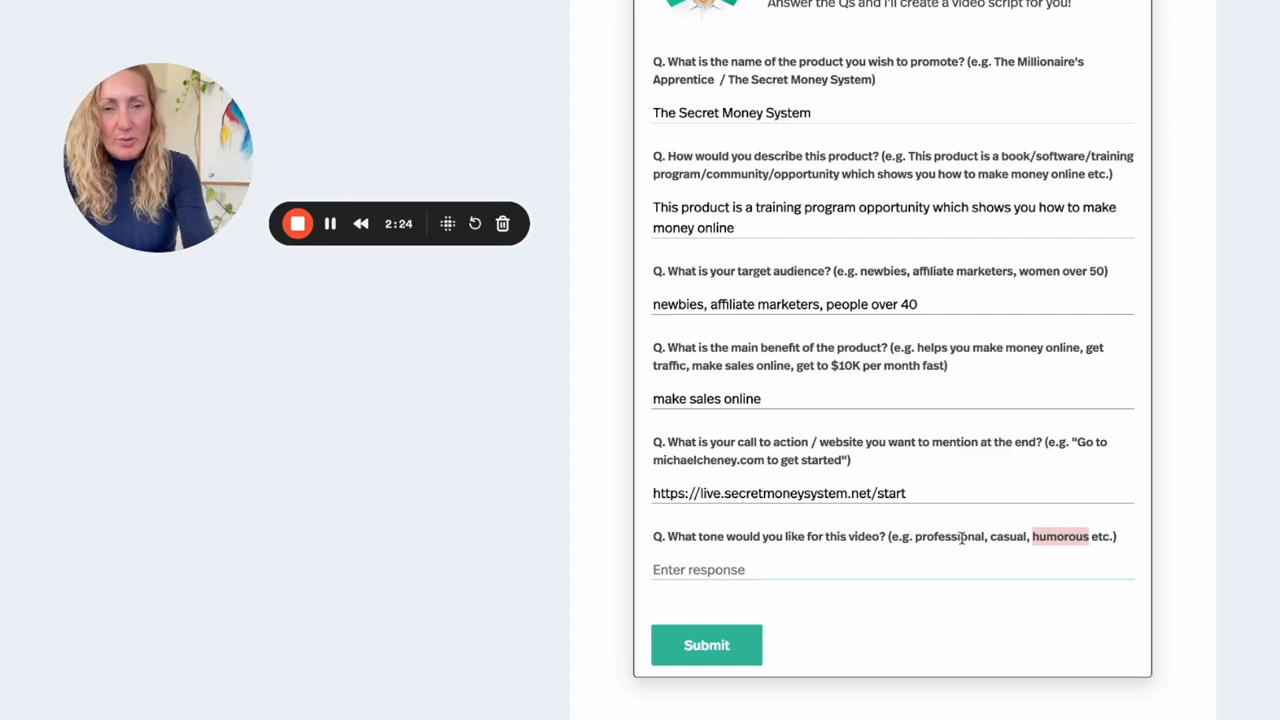 Answer the Qs and I'll create a video script for you!
Q. What is the name of the product you wish to promote? (e.g. The Millionaire's
Apprentice / The Secret Money System)
The Secret Money System
Q. How would you describe this product? (e.g. This product is a book/software/training
program/community/opportunity which shows you how to make money online etc.)
This product is a training program opportunity which shows you how to make
money online
Q. What is your target audience? (e.g. newbies, affiliate marketers, women over 50)
newbies, affiliate marketers, people over 40
Q. What is the main benefit of the product? (e.g. helps you make money online, get
traffic, make sales online, get to $10K per month fast)
make sales online
Q. What is your call to action / website you want to mention at the end? (e.g. "Go to
michaelcheney.com to get started")
https://live.secretmoneysystem.net/start
Q. What tone would you like for this video? (e.g. professional, casual, humorous etc.)
Enter response
Submit
2:24